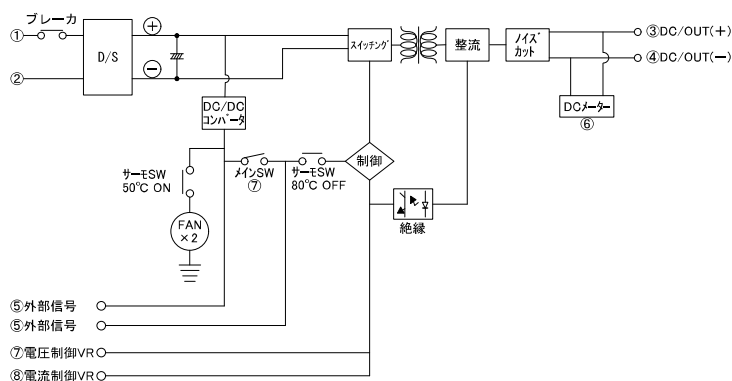 ブレーカ
①
②
D/S
＋
－
スイッチング
整流
ノイズ
カット
③DC/OUT(+)
④DC/OUT(−)
DCメーター
⑥
DC/DC
コンバータ
サーモSW
50℃ ON
メインSW
⑦
サーモSW
80℃ OFF
制御
FAN
×2
絶縁
⑤外部信号
⑤外部信号
⑦電圧制御VR
⑧電流制御VR